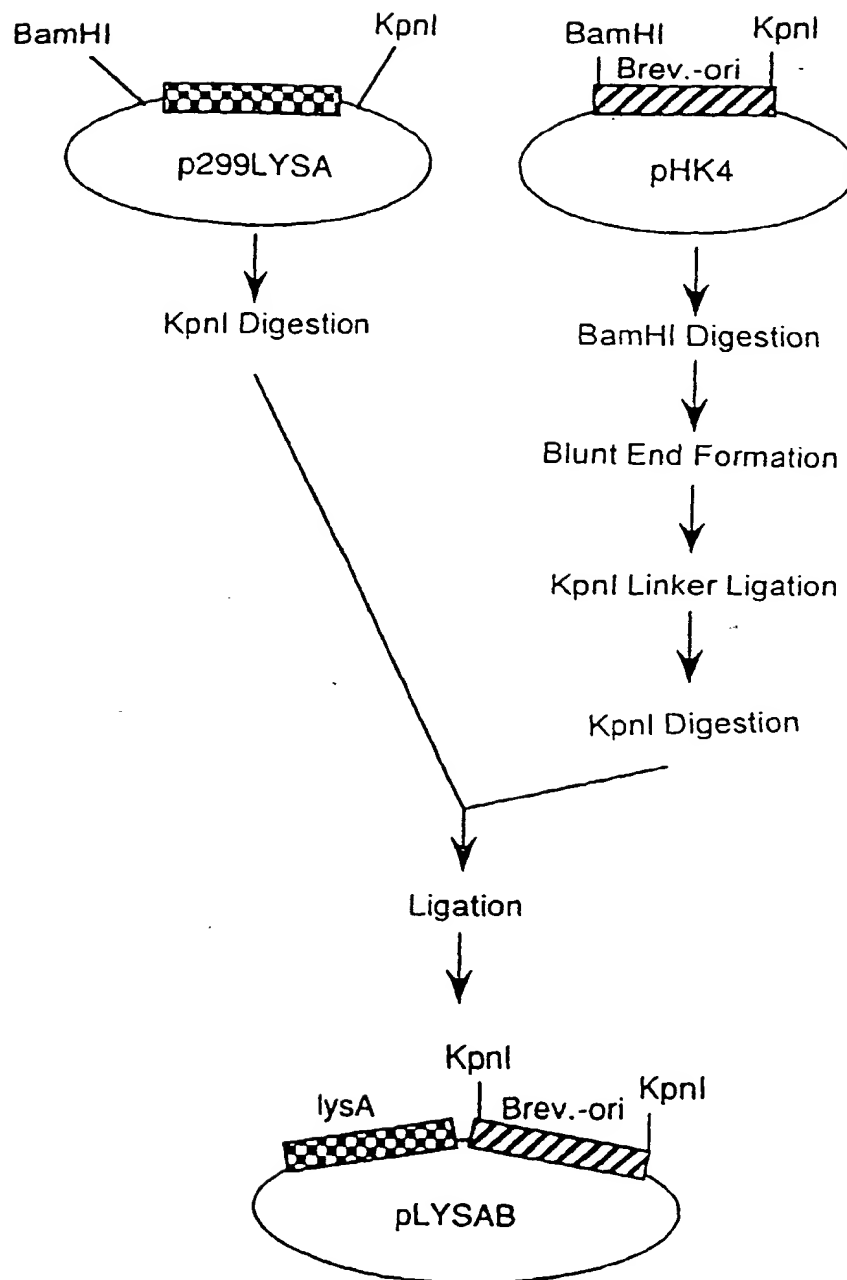 BamHI
KpnI
p299LYSA
KpnI Digestion
BamHI
KpnI
Brev.-ori
pHK4
BamHI Digestion
Blunt End Formation
KpnI Linker Ligation
KpnI Digestion
Ligation
KpnI
KpnI
lysA
Brev.-ori
pLYSAB